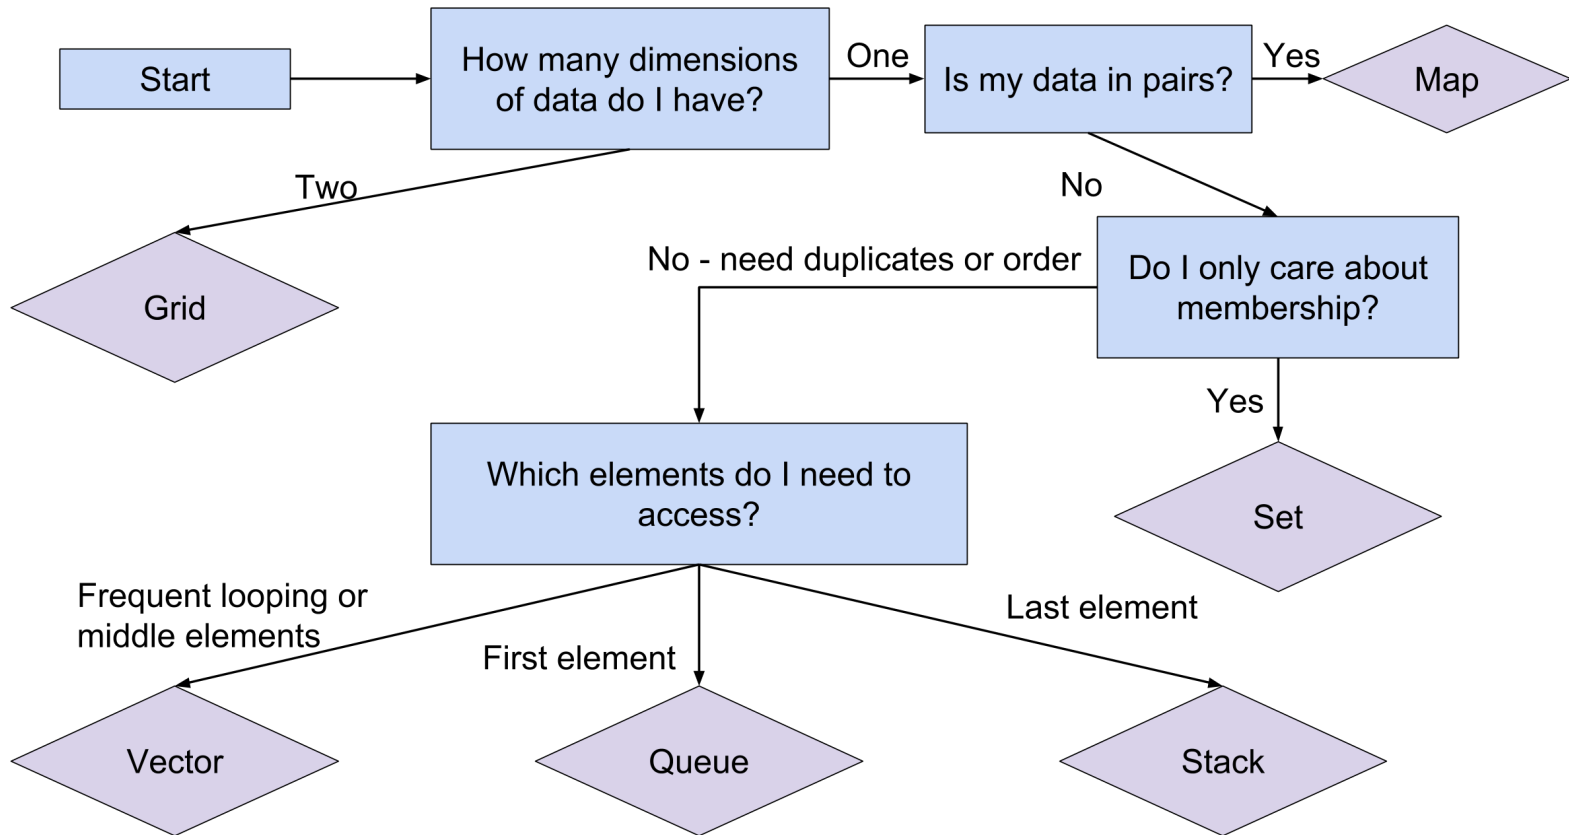 Start
How many dimensions
of data do I have?
One
Is my data in pairs?
Yes
Map
Two
No
Grid
No - need duplicates or order
Do I only care about
membership?
Yes
Set
Which elements do I need to
access?
Frequent looping or
middle elements
First element
Last element
Vector
Queue
Stack